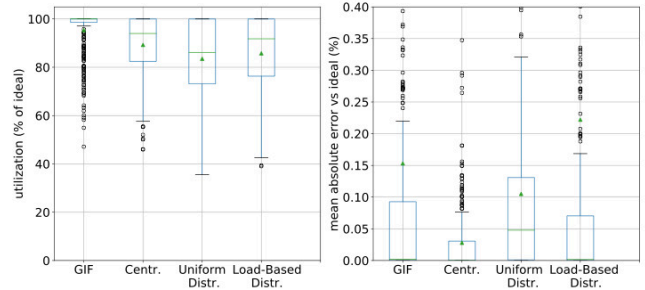 utilization (% of ideal)
100
80
60
40
20
0
GIF
Centr.
Uniform
Distr.
Load-Based
Distr.
mean absolute error vs ideal (%)
0.40
0.35
0.30
0.25
0.20
0.15
0.10
0.05
0.00
GIF
Centr.
Uniform
Distr.
Load-Based
Distr.